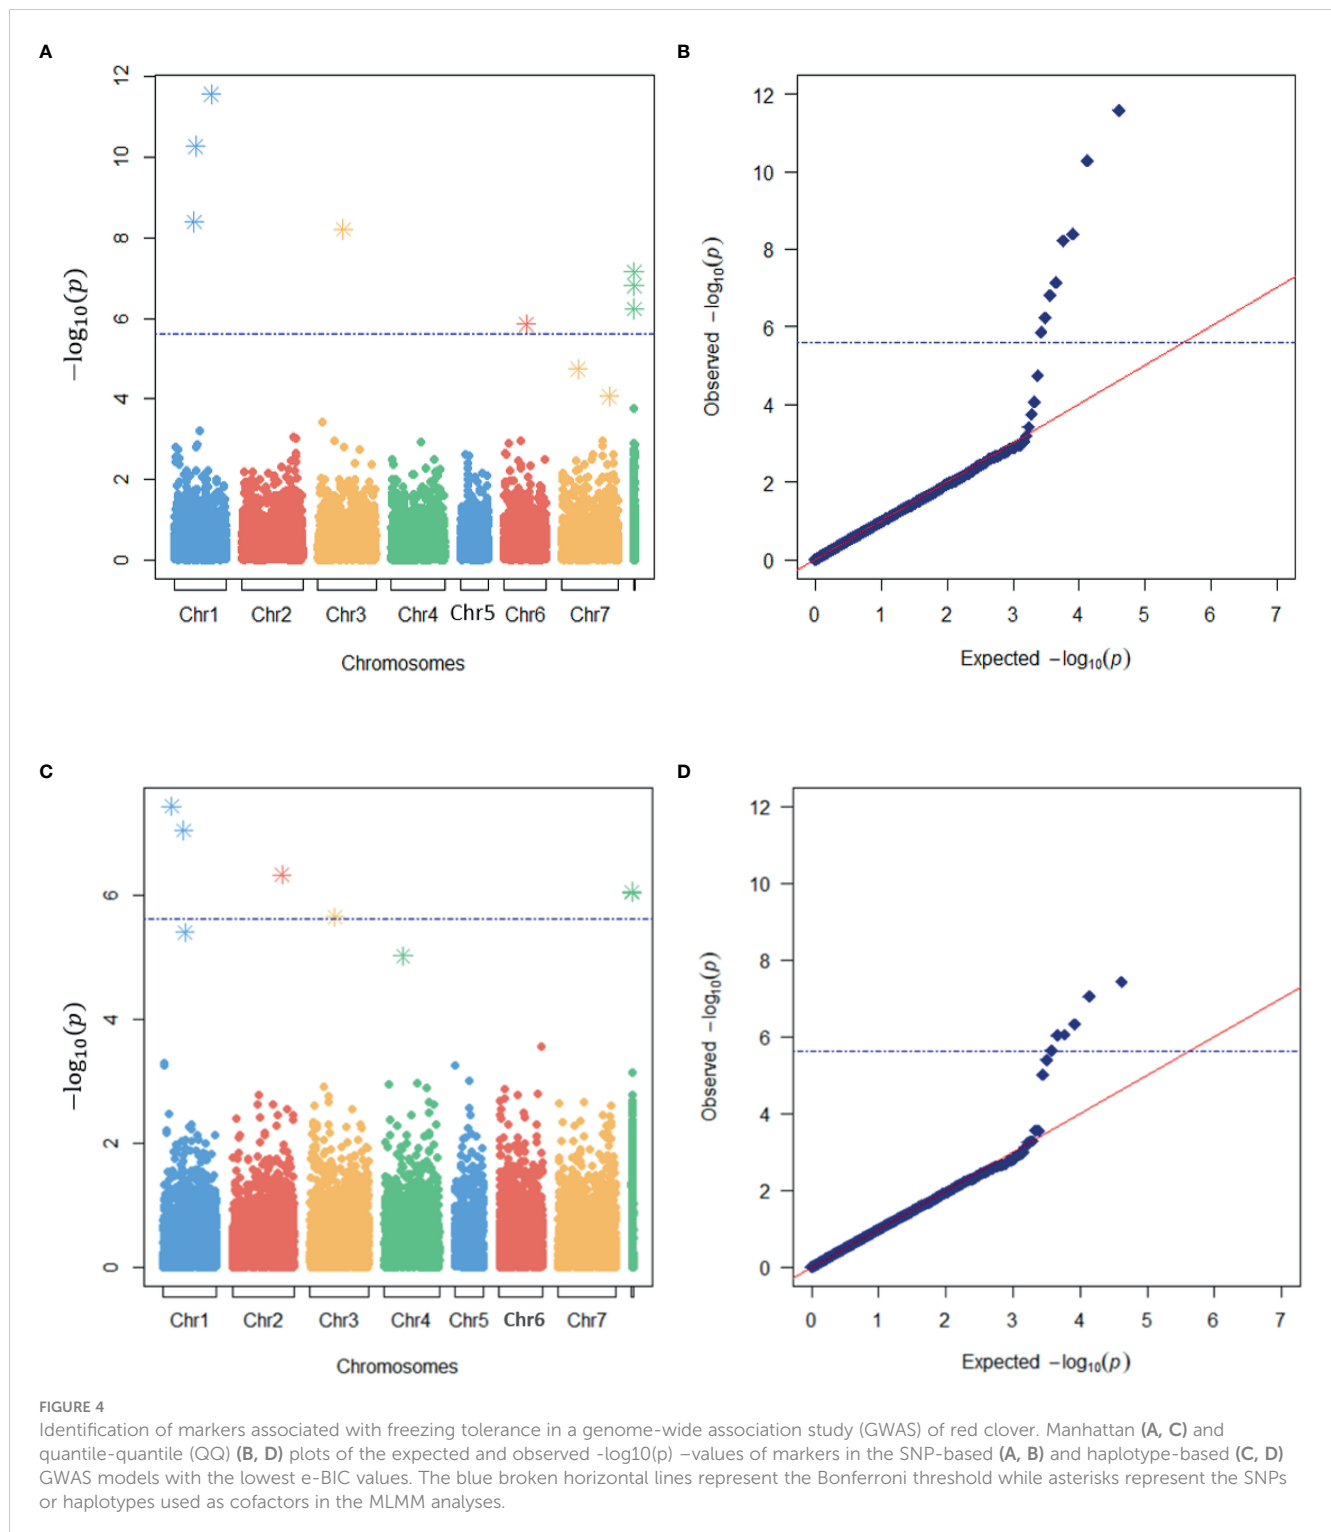 A
12
10
8
6
4
2
0
−log10(p)
Chr1 Chr2 Chr3 Chr4 Chr5 Chr6 Chr7
Chromosomes
B
12
10
8
6
4
2
0
Observed −log10(p)
0 1 2 3 4 5 6 7
Expected −log10(p)
C
6
4
2
0
−log10(p)
Chr1 Chr2 Chr3 Chr4 Chr5 Chr6 Chr7
Chromosomes
D
12
10
8
6
4
2
0
Observed −log10(p)
0 1 2 3 4 5 6 7
Expected −log10(p)
FIGURE 4
Identification of markers associated with freezing tolerance in a genome-wide association study (GWAS) of red clover. Manhattan (A, C) and
quantile-quantile (QQ) (B, D) plots of the expected and observed -log10(p) –values of markers in the SNP-based (A, B) and haplotype-based (C, D)
GWAS models with the lowest e-BIC values. The blue broken horizontal lines represent the Bonferroni threshold while asterisks represent the SNPs
or haplotypes used as cofactors in the MLMM analyses.